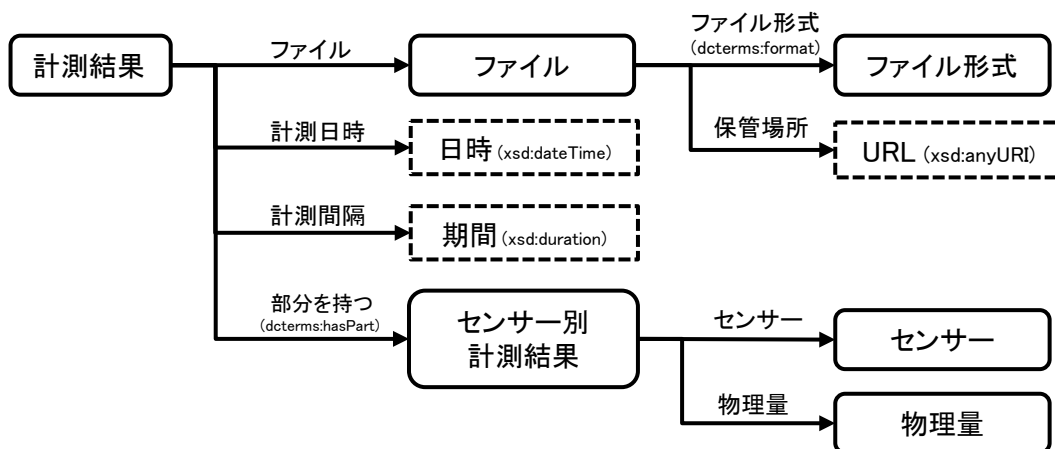 計測結果
ファイル
ファイル
ファイル形式
(dcterms:format)
ファイル形式
計測日時
日時(xsd:dateTime)
保管場所
URL (xsd:anyURI)
計測間隔
期間(xsd:duration)
部分を持つ
(dcterms:hasPart)
センサー別
計測結果
センサー
センサー
物理量
物理量